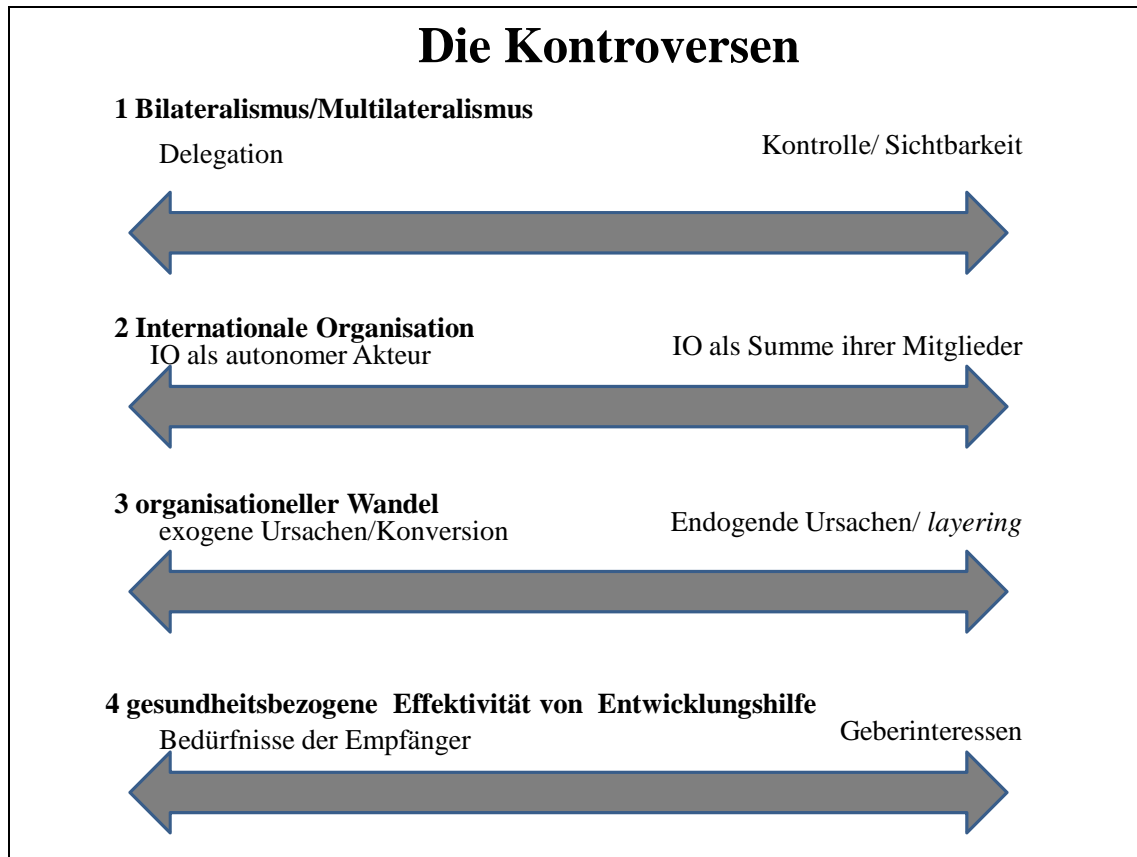 Die Kontroversen
1 Bilateralismus/Multilateralismus
Delegation
Kontrolle/ Sichtbarkeit
2 Internationale Organisation
IO als autonomer Akteur
IO als Summe ihrer Mitglieder
3 organisationeller Wandel
exogene Ursachen/Konversion
Endogende Ursachen/ layering
4 gesundheitsbezogene Effektivität von Entwicklungshilfe
Bedürfnisse der Empfänger
Geberinteressen